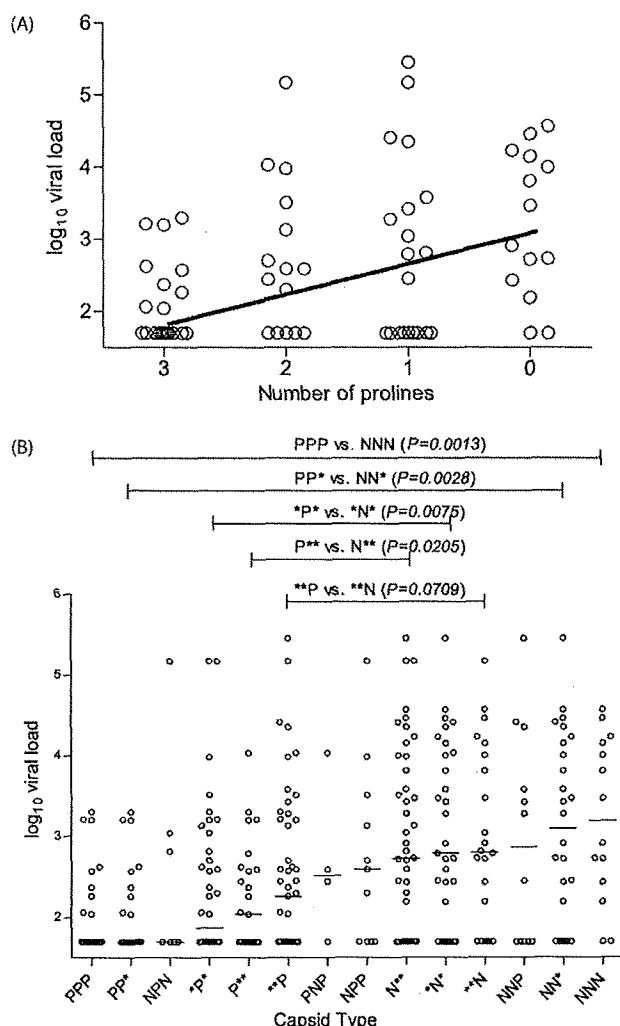 (A)
6
5
4
3
2
log10 viral load
3 2 1 0
Number of prolines
(B)
PPP vs. NNN (P=0.0013)
PP* vs. NN* (P=0.0028)
*P* vs. *N* (P=0.0075)
P** vs. N** (P=0.0205)
**P vs. **N (P=0.0709)
6
5
4
3
2
log10 viral load
PPP PP* NPN *P* P** **P PNP NPP N** *N* **N NNP NN* NNN
Capsid Type